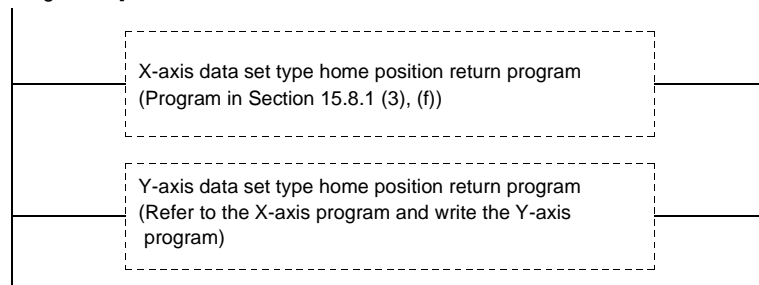 X-axis data set type home position return program
(Program in Section 15.8.1 (3), (f))
Y-axis data set type home position return program
(Refer to the X-axis program and write the Y-axis
program)